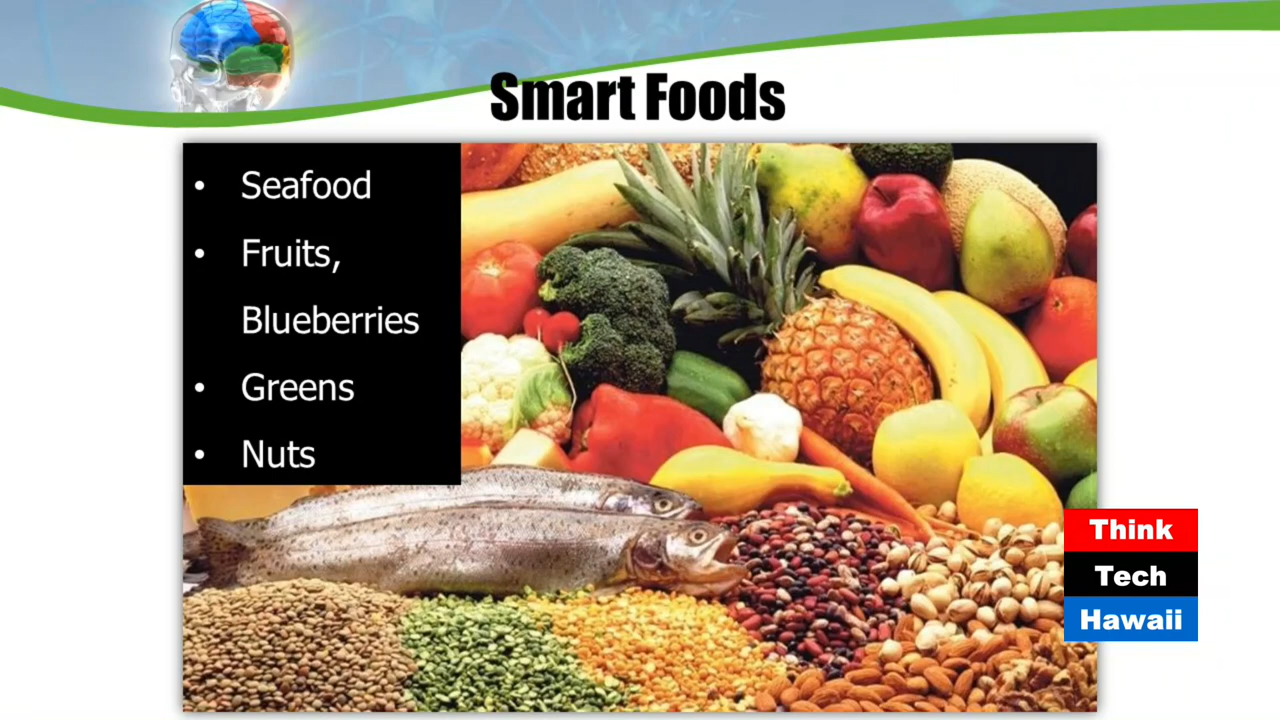 Smart Foods
• Seafood
• Fruits,
Blueberries
• Greens
• Nuts
Think
Tech
Hawaii